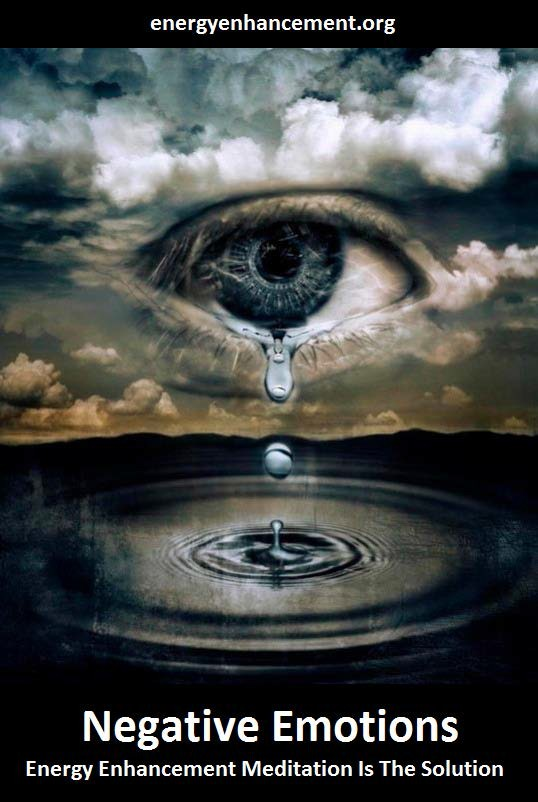 energyenhancement.org
Negative Emotions
Energy Enhancement Meditation Is The Solution